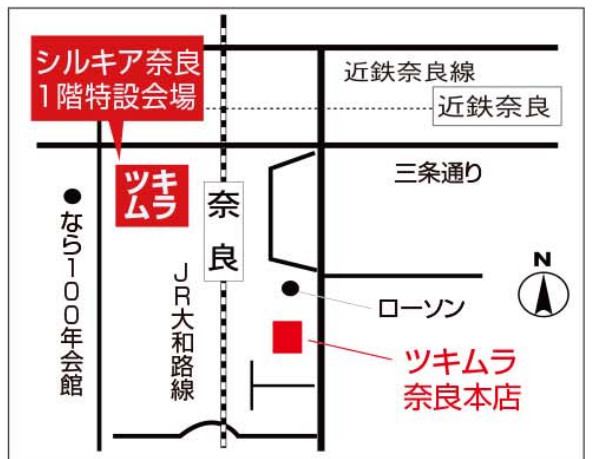 シルキア奈良
1階特設会場
近鉄奈良線
近鉄奈良
ツキ
ムラ
三条通り
なら100年会館
奈良
JR大和路線
N
ローソン
ツキムラ
奈良本店